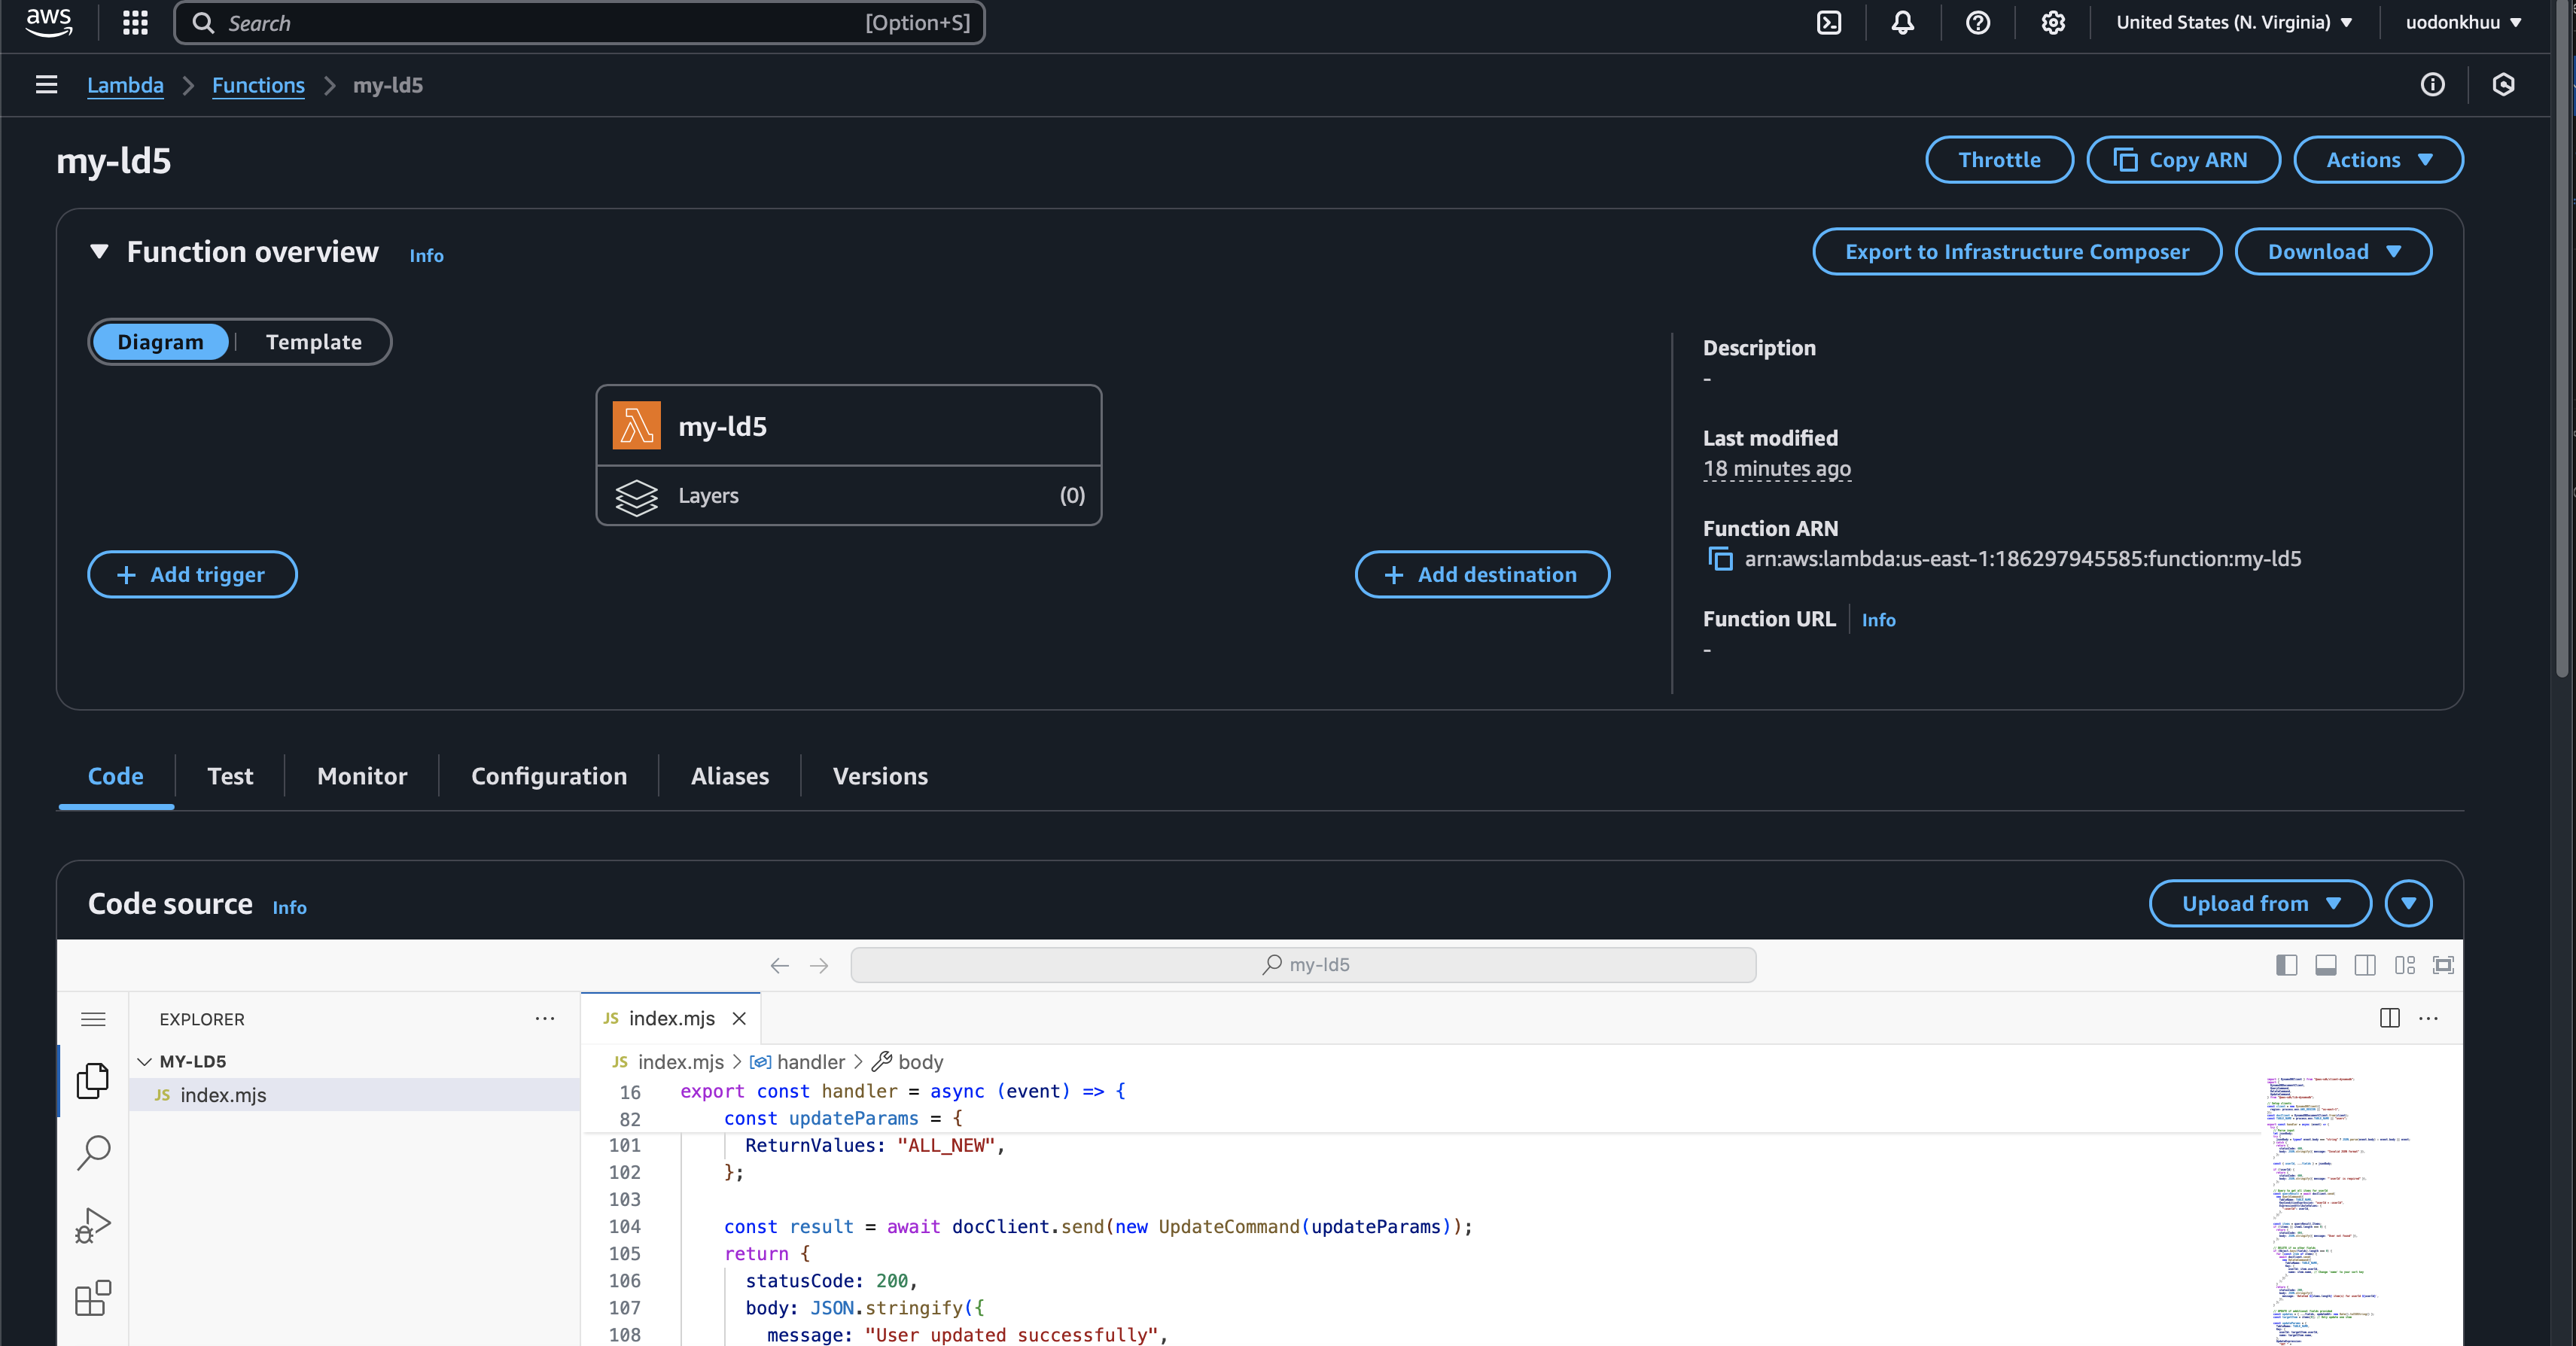 aws
Search [Option+S]
United States (N. Virginia)
uodonkhuu
Lambda
Functions
my-ld5
my-ld5
Throttle
Copy ARN
Actions
Function overview
Info
Export to Infrastructure Composer
Download
Diagram
Template
my-ld5
Layers
(0)
Add trigger
Add destination
Description
-
Last modified
18 minutes ago
Function ARN
arn:aws:lambda:us-east-1:186297945585:function:my-ld5
Function URL
Info
-
Code
Test
Monitor
Configuration
Aliases
Versions
Code source
Info
Upload from
my-ld5
EXPLORER
MY-LD5
JS index.mjs
JS index.mjs
JS index.mjs > handler > body
16 export const handler = async (event) => {
82 const updateParams = {
101 ReturnValues: "ALL_NEW",
102 };
103
104 const result = await docClient.send(new UpdateCommand(updateParams));
105 return {
106 statusCode: 200,
107 body: JSON.stringify({
108 message: "User updated successfully",